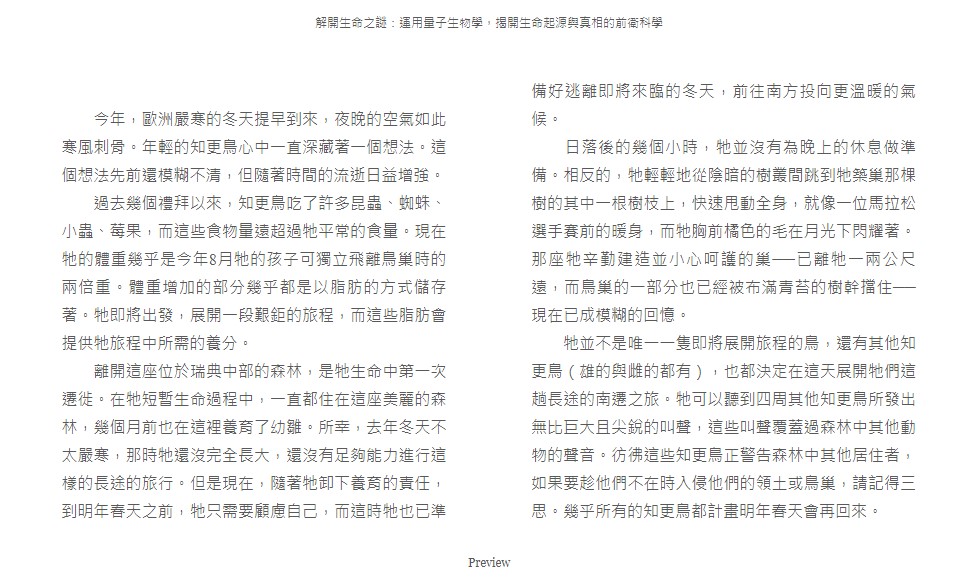 解開生命之謎：運用量子生物學，揭開生命起源與真相的前衛科學
今年，歐洲嚴寒的冬天提早到來，夜晚的空氣如此
寒風刺骨。年輕的知更鳥心中一直深藏著一個想法。這
個想法先前還模糊不清，但隨著時間的流逝日益增強。
過去幾個禮拜以來，知更鳥吃了許多昆蟲、蜘蛛、
小蟲、莓果，而這些食物量遠超過牠平常的食量。現在
牠的體重幾乎是今年8月牠的孩子可獨立飛離鳥巢時的
兩倍重。體重增加的部分幾乎都是以脂肪的方式儲存
著。牠即將出發，展開一段艱鉅的旅程，而這些脂肪會
提供牠旅程中所需的養分。
離開這座位於瑞典中部的森林，是牠生命中第一次
遷徙。在牠短暫生命過程中，一直都住在這座美麗的森
林，幾個月前也在這裡養育了幼雛。所幸，去年冬天不
太嚴寒，那時牠還沒完全長大，還沒有足夠能力進行這
樣的長途的旅行。但是現在，隨著牠卸下養育的責任，
到明年春天之前，牠只需要顧慮自己，而這時牠也已準
備好逃離即將來臨的冬天，前往南方投向更溫暖的氣
候。
日落後的幾個小時，牠並沒有為晚上的休息做準
備。相反的，牠輕輕地從陰暗的樹叢間跳到牠築巢那棵
樹的其中一根樹枝上，快速甩動全身，就像一位馬拉松
選手賽前的暖身，而牠胸前橘色的毛在月光下閃耀著。
那座牠辛勤建造並小心呵護的巢──已離牠一兩公尺
遠，而鳥巢的一部分也已經被布滿青苔的樹幹擋住──
現在已成模糊的回憶。
牠並不是唯一一隻即將展開旅程的鳥，還有其他知
更鳥（雄的與雌的都有），也都決定在這天展開牠們這
趟長途的南遷之旅。牠可以聽到四周其他知更鳥所發出
無比巨大且尖銳的叫聲，這些叫聲覆蓋過森林中其他動
物的聲音。彷彿這些知更鳥正警告森林中其他居住者，
如果要趁他們不在時入侵他們的領土或鳥巢，請記得三
思。幾乎所有的知更鳥都計畫明年春天會再回來。
Preview